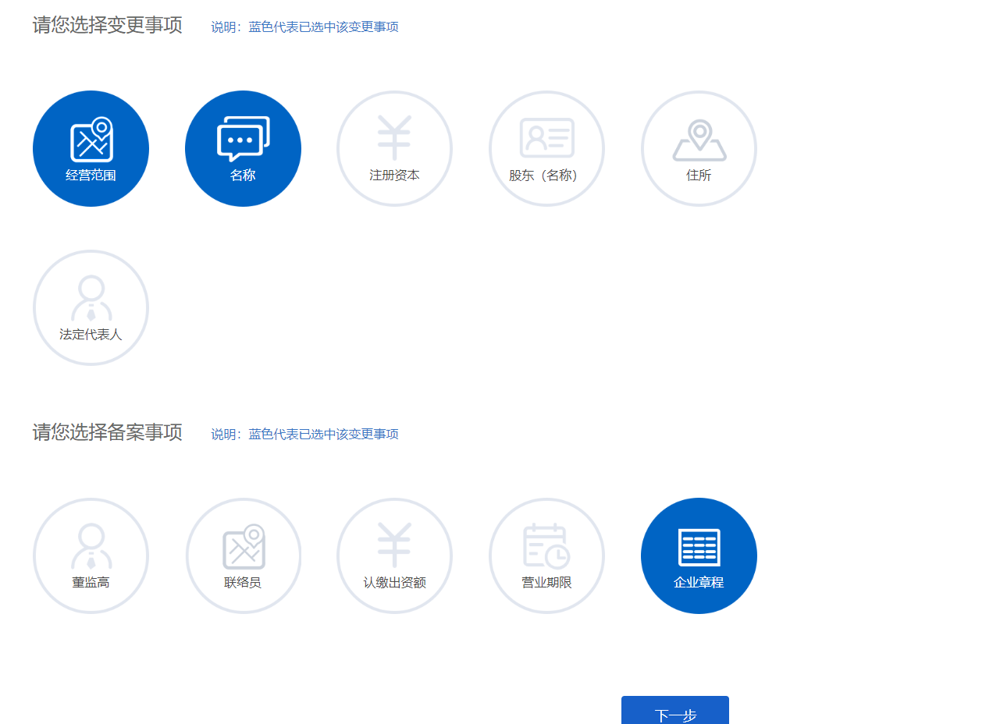 请您选择变更事项 说明：蓝色代表已选中该变更事项
经营范围 名称 注册资本 股东（名称） 住所
法定代表人
请您选择备案事项 说明：蓝色代表已选中该变更事项
董监高 联络员 认缴出资额 营业期限 企业章程
下一步